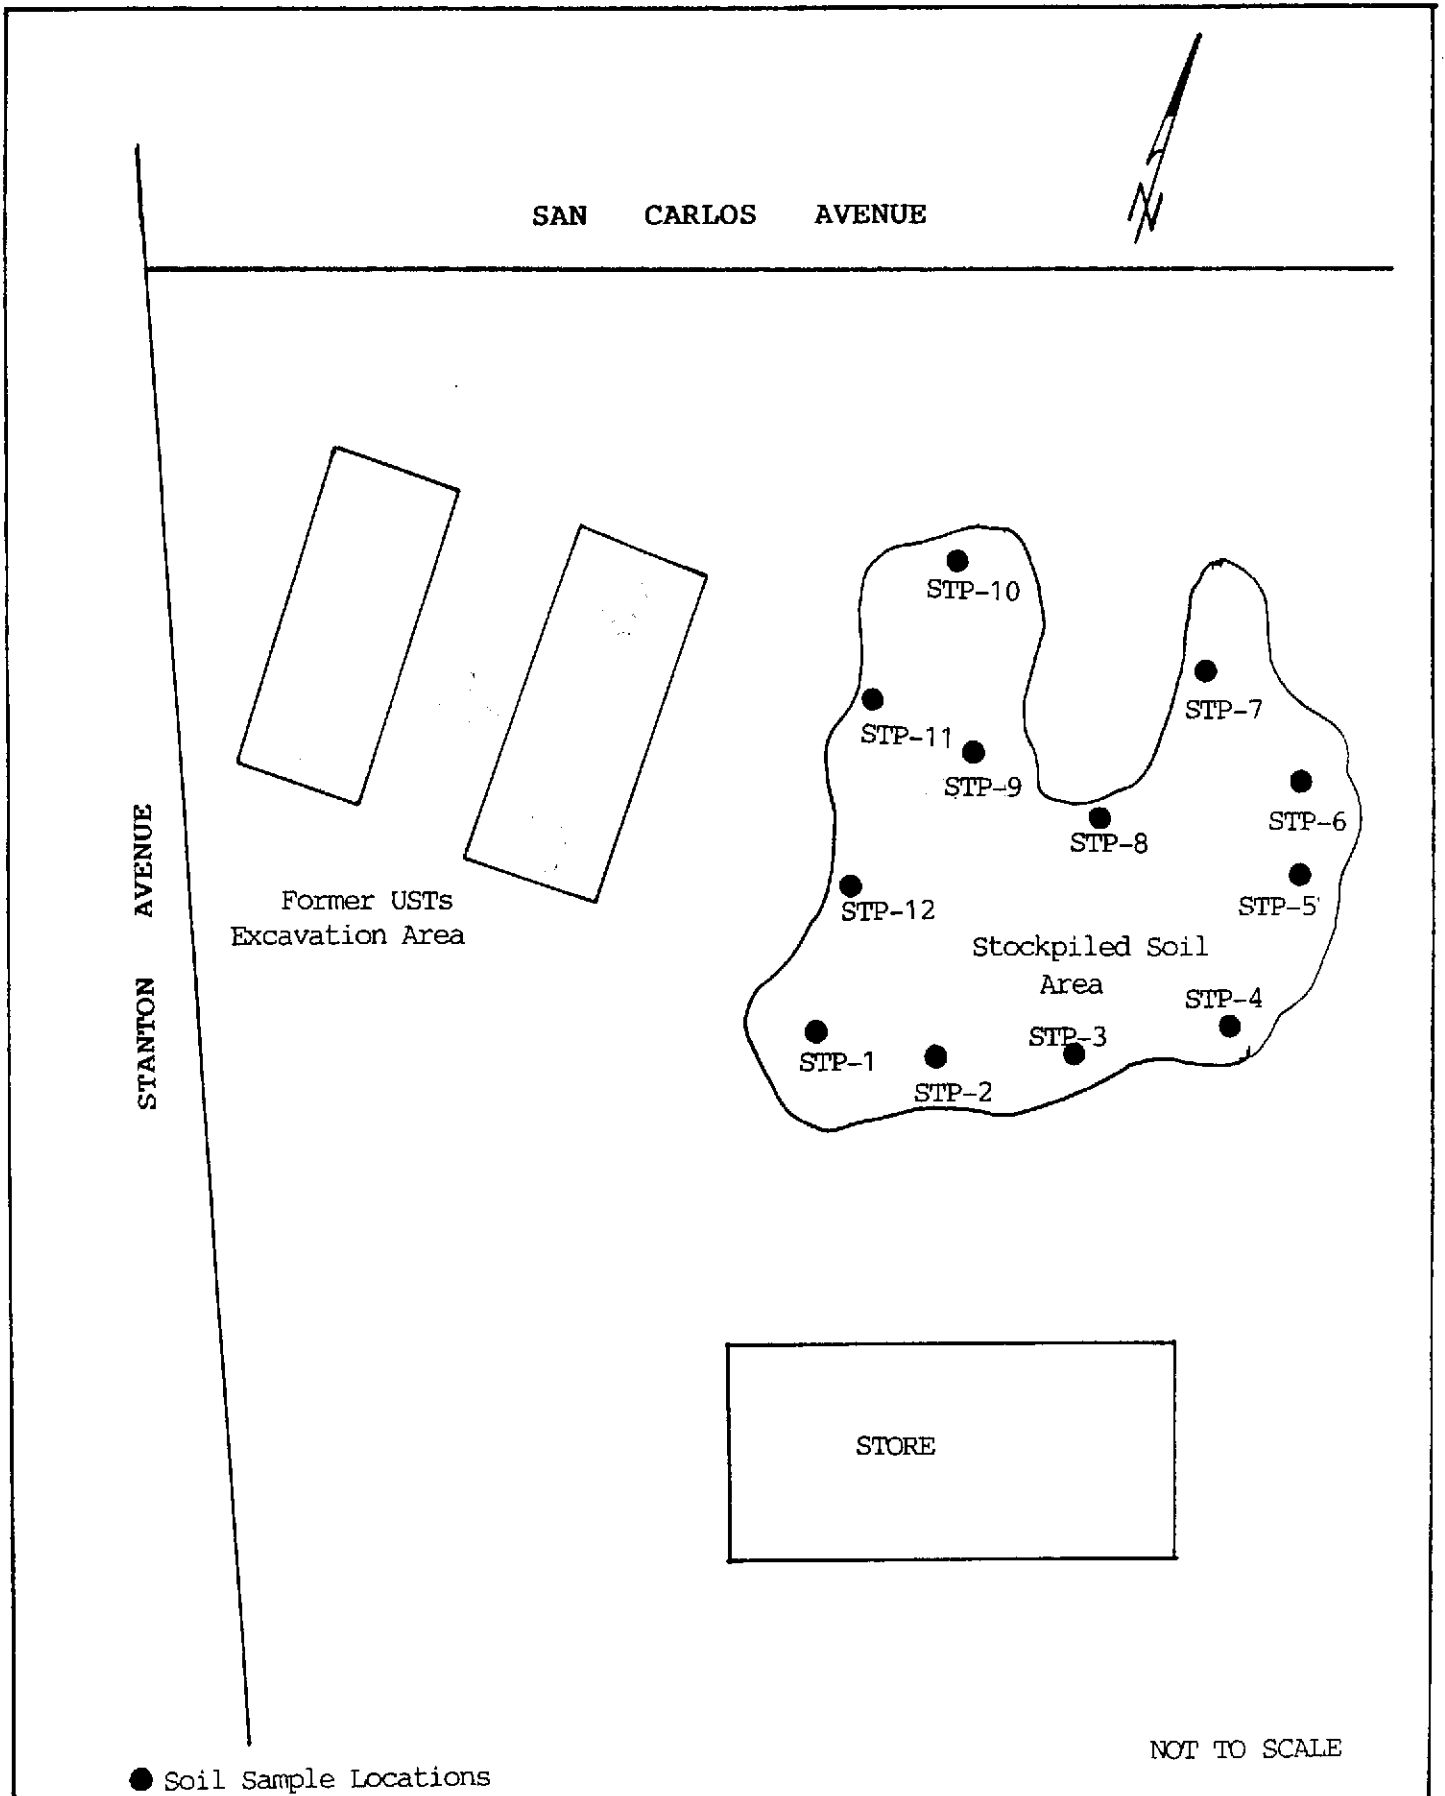 N
SAN CARLOS AVENUE
STP-10
STP-7
STP-11
STP-9
STP-6
STP-8
STANTON AVENUE
Former USTs
Excavation Area
STP-12
STP-5
Stockpiled Soil
Area
STP-4
STP-3
STP-1
STP-2
STORE
NOT TO SCALE
Soil Sample Locations